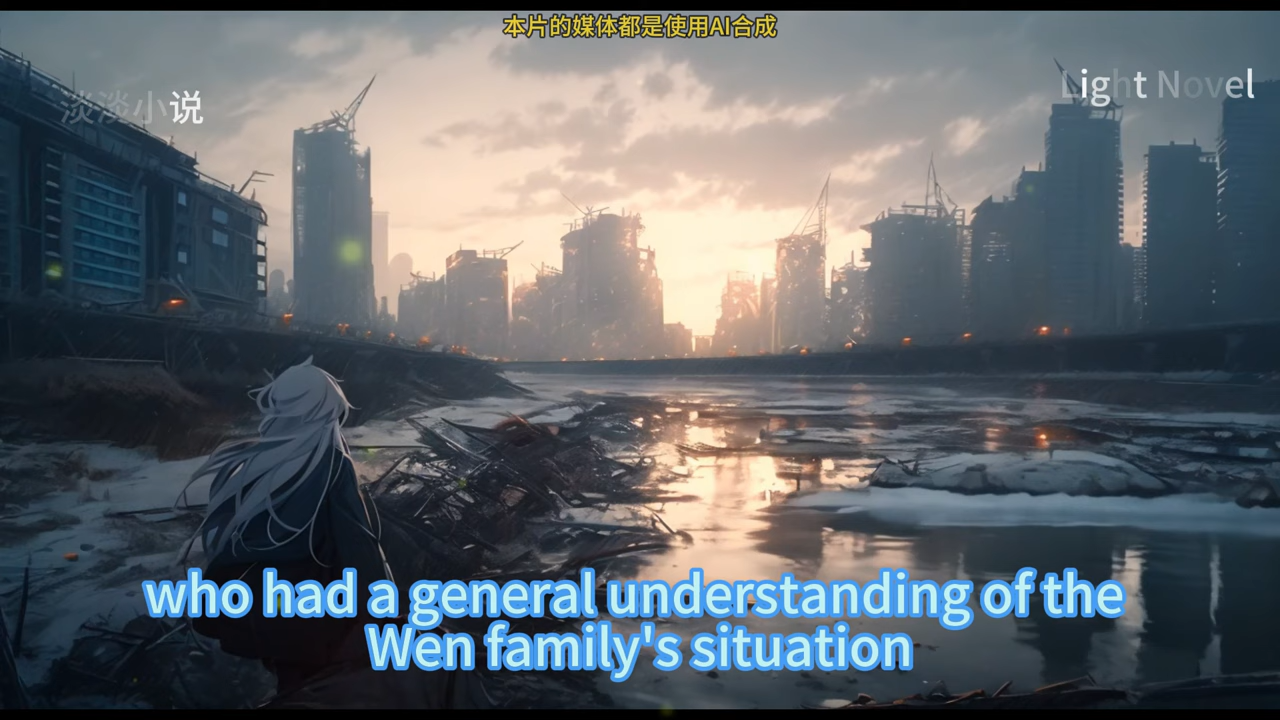 本片的媒体都是使用AI合成
淡淡小说
Light Novel
who had a general understanding of the
Wen family's situation